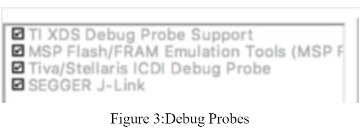 TI XDS Debug Probe Support
MSP Flash/FRAM Emulation Tools (MSP F
Tiva/Stellaris ICDI Debug Probe
SEGGER J-Link
Figure 3:Debug Probes